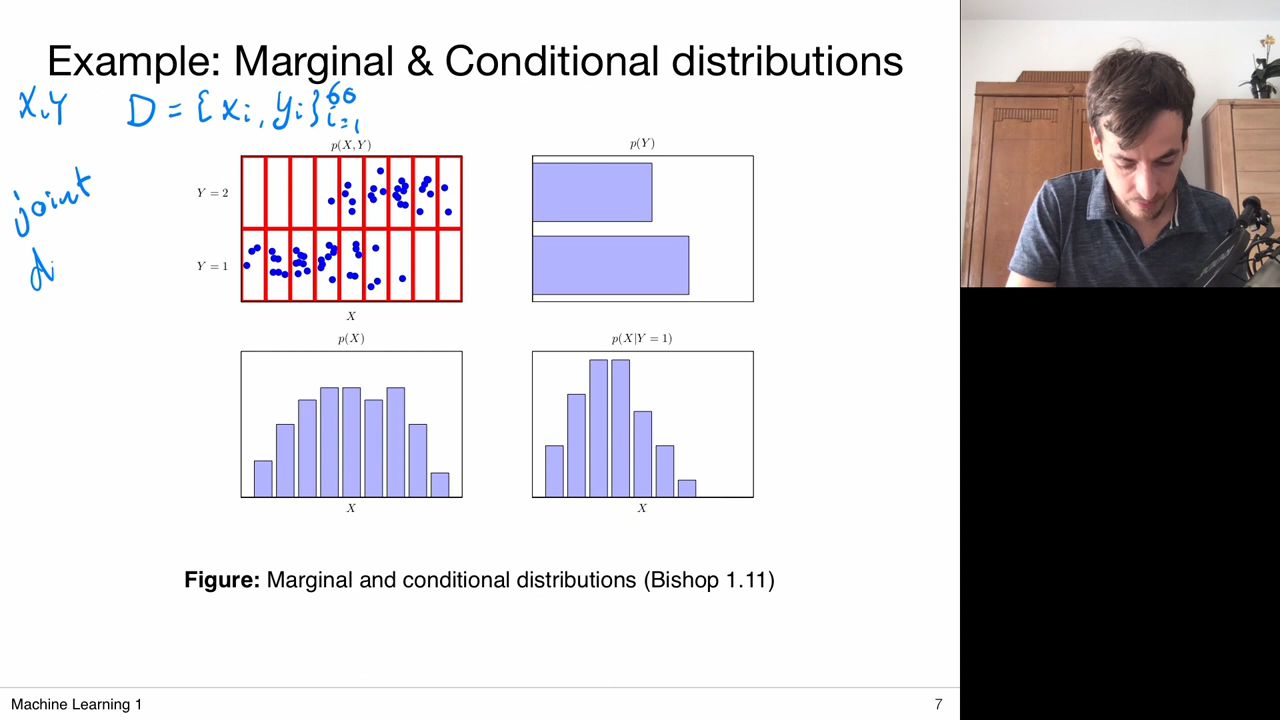 Example: Marginal & Conditional distributions
X, Y D = {xi, yi}^60_i=1
p(X, Y)
p(Y)
Y = 2
joint
Y = 1
d
X
p(X)
p(X|Y = 1)
X
X
Figure: Marginal and conditional distributions (Bishop 1.11)
Machine Learning 1
7